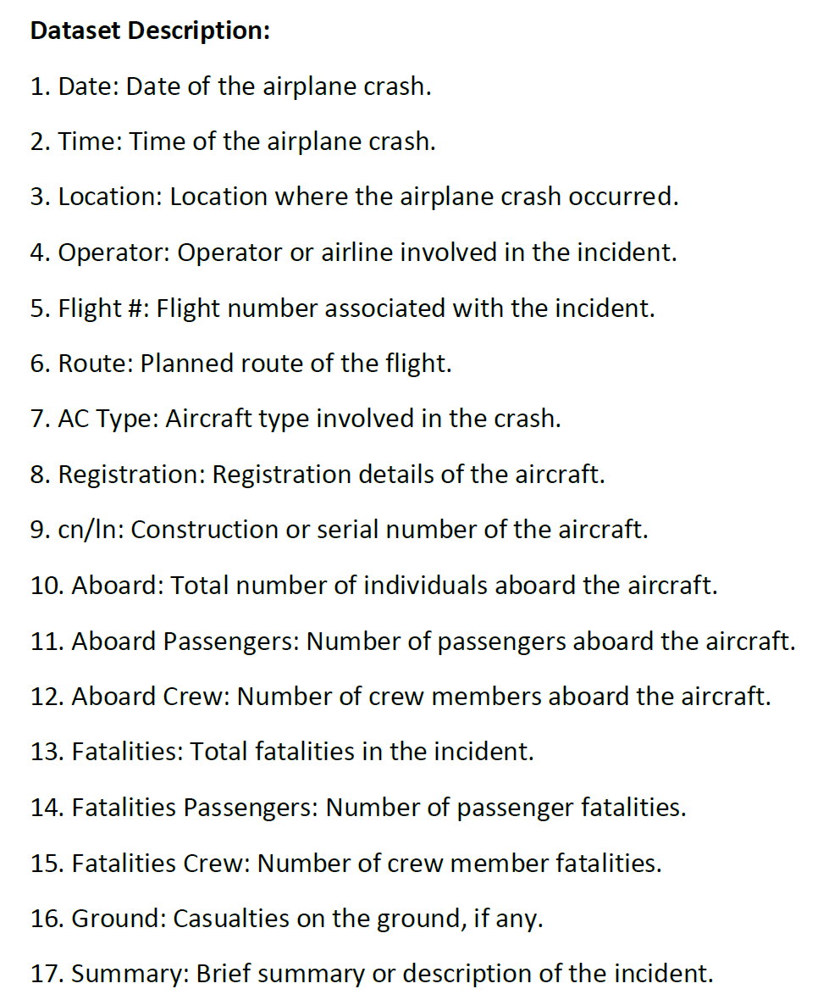 Dataset Description:
1. Date: Date of the airplane crash.
2. Time: Time of the airplane crash.
3. Location: Location where the airplane crash occurred.
4. Operator: Operator or airline involved in the incident.
5. Flight #: Flight number associated with the incident.
6. Route: Planned route of the flight.
7. AC Type: Aircraft type involved in the crash.
8. Registration: Registration details of the aircraft.
9. cn/ln: Construction or serial number of the aircraft.
10. Aboard: Total number of individuals aboard the aircraft.
11. Aboard Passengers: Number of passengers aboard the aircraft.
12. Aboard Crew: Number of crew members aboard the aircraft.
13. Fatalities: Total fatalities in the incident.
14. Fatalities Passengers: Number of passenger fatalities.
15. Fatalities Crew: Number of crew member fatalities.
16. Ground: Casualties on the ground, if any.
17. Summary: Brief summary or description of the incident.